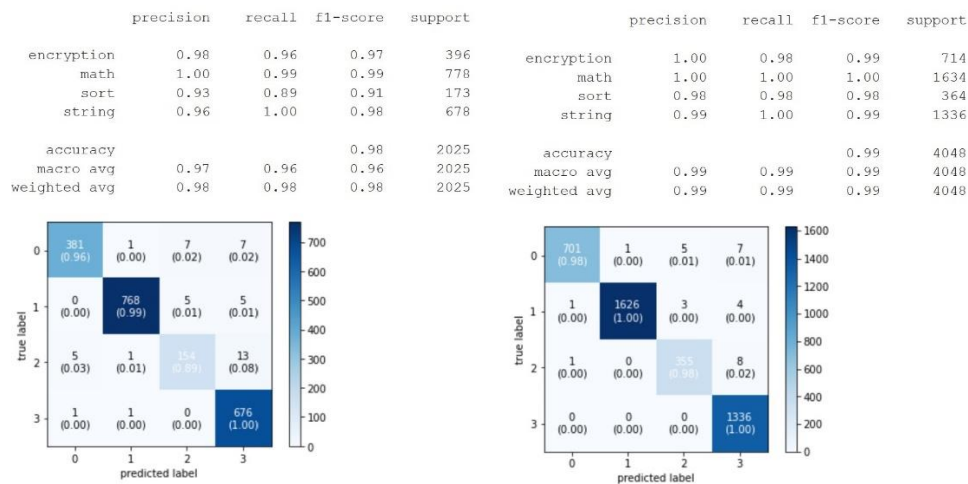 precision recall f1-score support
encryption 0.98 0.96 0.97 396
math 1.00 0.99 0.99 778
sort 0.93 0.89 0.91 173
string 0.96 1.00 0.98 678
accuracy 0.98 2025
macro avg 0.97 0.96 0.96 2025
weighted avg 0.98 0.98 0.98 2025
0 381 1 7 7
(0.96) (0.00) (0.02) (0.02)
1 0 768 5 5
(0.00) (0.99) (0.01) (0.01)
2 5 1 154 13
(0.03) (0.01) (0.89) (0.08)
3 1 1 0 676
(0.00) (0.00) (0.00) (1.00)
0 1 2 3
true label
predicted label
700
600
500
400
300
200
100
0
precision recall f1-score support
encryption 1.00 0.98 0.99 714
math 1.00 1.00 1.00 1634
sort 0.98 0.98 0.98 364
string 0.99 1.00 0.99 1336
accuracy 0.99 4048
macro avg 0.99 0.99 0.99 4048
weighted avg 0.99 0.99 0.99 4048
0 701 1 5 7
(0.98) (0.00) (0.01) (0.01)
1 1 1626 3 4
(0.00) (1.00) (0.00) (0.00)
2 1 0 355 8
(0.00) (0.00) (0.98) (0.02)
3 0 0 0 1336
(0.00) (0.00) (0.00) (1.00)
0 1 2 3
true label
predicted label
1600
1400
1200
1000
800
600
400
200
0